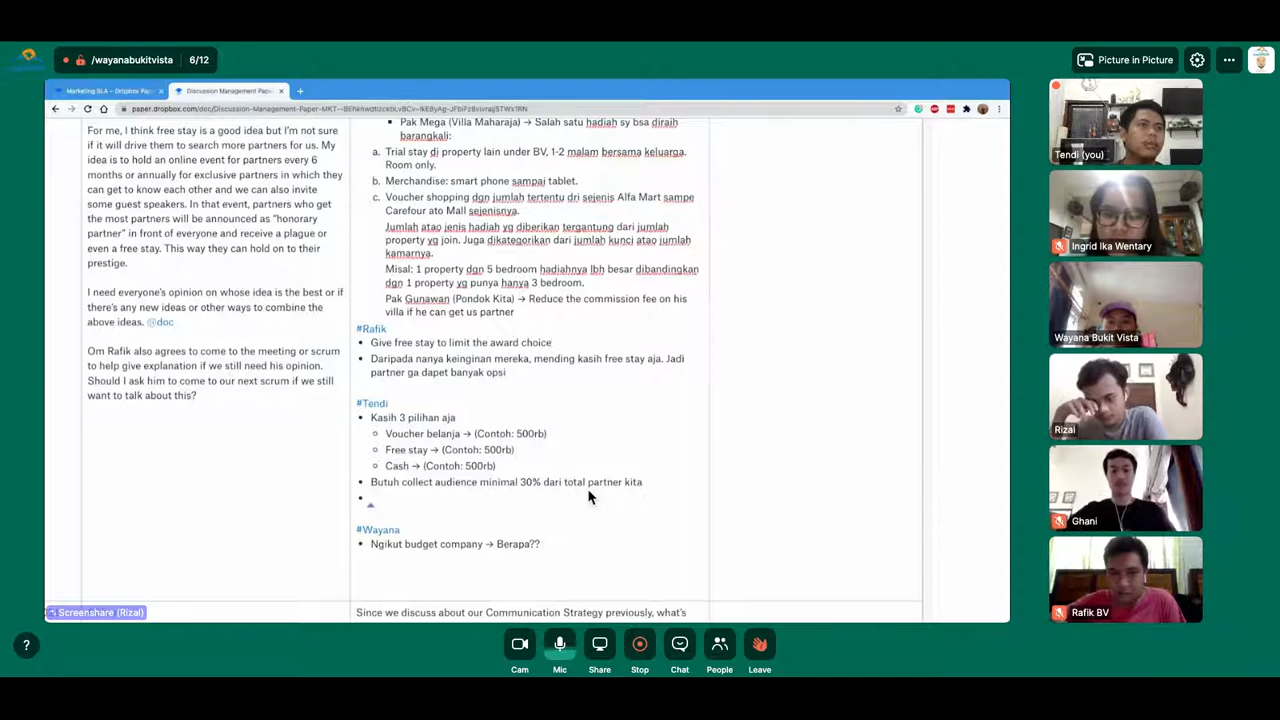 /wayanabukitvista 6/12
Picture in Picture
Marketing SLA – Dropbox Pape
Discussion Management Pape
For me, I think free stay is a good idea but I'm not sure
if it will drive them to search more partners for us. My
idea is to hold an online event for partners every 6
months or annually for exclusive partners in which they
can get to know each other and we can also invite
some guest speakers. In that event, partners who get
the most partners will be announced as “honorary
partner” in front of everyone and receive a plague or
even a free stay. This way they can hold on to their
prestige.
I need everyone's opinion on whose idea is the best or if
there's any new ideas or other ways to combine the
above ideas. @doc
Om Rafik also agrees to come to the meeting or scrum
to help give explanation if we still need his opinion.
Should I ask him to come to our next scrum if we still
want to talk about this?
Pak Mega (Villa Maharaja) → Salah satu hadiah sy bsa diraih
barangkali:
a. Trial stay di property lain under BV, 1-2 malam bersama keluarga.
Room only.
b. Merchandise: smart phone sampai tablet.
c. Voucher shopping dgn jumlah tertentu dri sejenis Alfa Mart sampe
Carefour ato Mall sejenisnya.
Jumlah atao jenis hadiah yg diberikan tergantung dari jumlah
property yg join. Juga dikategorikan dari jumlah kunci atao jumlah
kamarnya.
Misal: 1 property dgn 5 bedroom hadiahnya lbh besar dibandingkan
dgn 1 property yg punya hanya 3 bedroom.
Pak Gunawan (Pondok Kita) → Reduce the commission fee on his
villa if he can get us partner
#Rafik
Give free stay to limit the award choice
Daripada nanya keinginan mereka, mending kasih free stay aja. Jadi
partner ga dapet banyak opsi
#Tendi
Kasih 3 pilihan aja
Voucher belanja → (Contoh: 500rb)
Free stay → (Contoh: 500rb)
Cash → (Contoh: 500rb)
Butuh collect audience minimal 30% dari total partner kita
#Wayana
Ngikut budget company → Berapa??
Since we discuss about our Communication Strategy previously, what's
Screenshare (Rizal)
Tendi (you)
Ingrid Ika Wentary
Wayana Bukit Vista
Rizal
Ghani
Rafik BV
?
Cam
Mic
Share
Stop
Chat
People
Leave